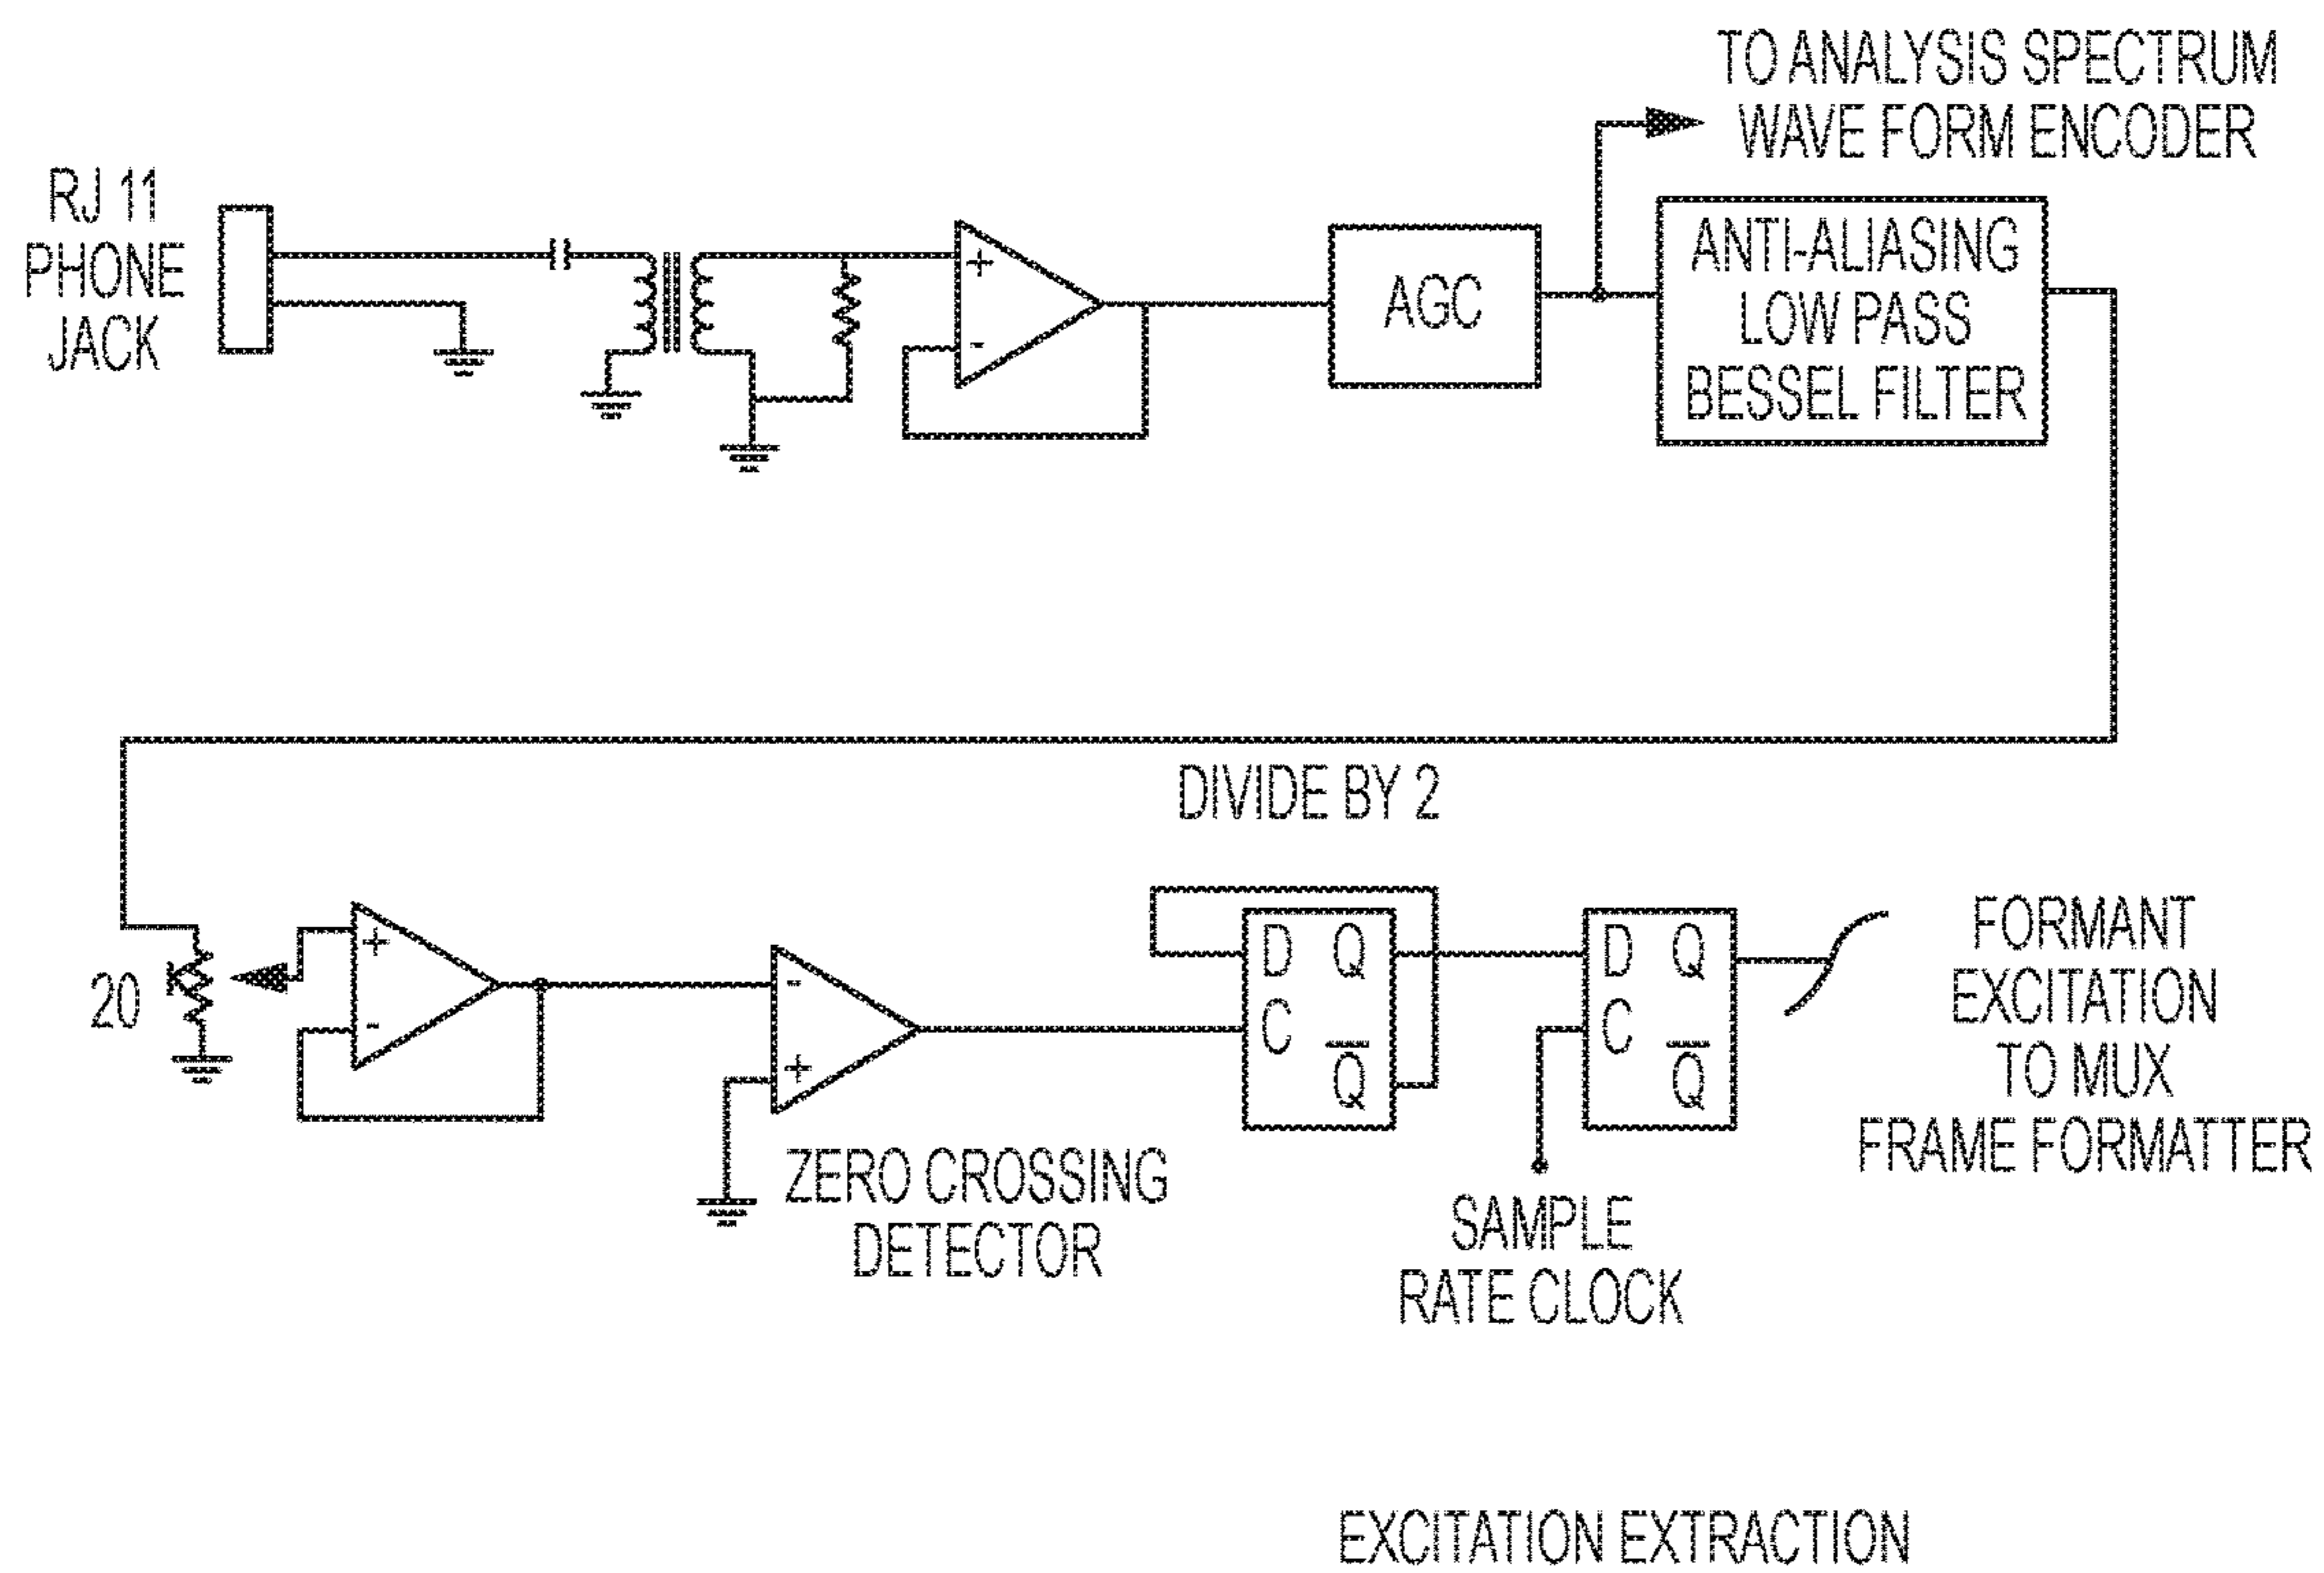 TO ANALYSIS SPECTRUM
WAVE FORM ENCODER
RJ 11
PHONE
JACK
+
-
AGC
ANTI-ALIASING
LOW PASS
BESSEL FILTER
DIVIDE BY 2
20K
+
-
-
+
ZERO CROSSING
DETECTOR
D Q
C
Q̅
D Q
C
Q̅
SAMPLE
RATE CLOCK
FORMANT
EXCITATION
TO MUX
FRAME FORMATTER
EXCITATION EXTRACTION